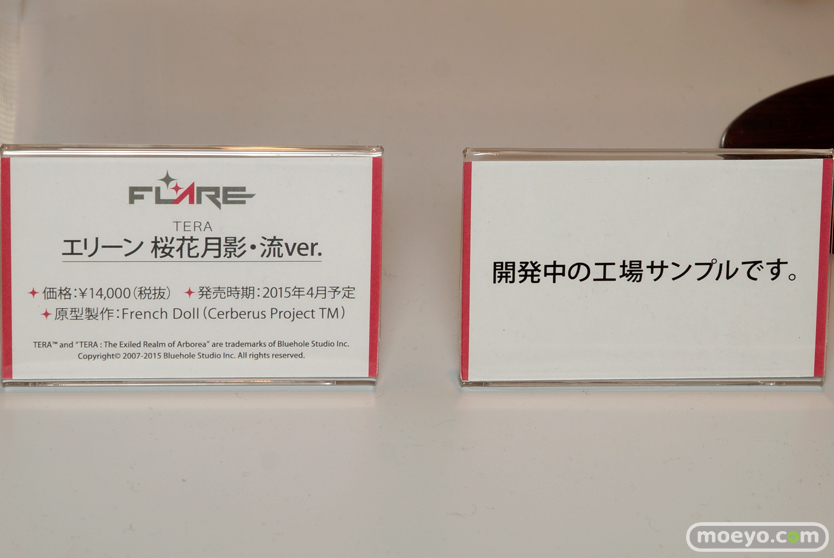 FLARE
TERA
エリーン 桜花月影・流ver.
✦価格：¥14,000（税抜） ✦発売時期：2015年4月予定
✦原型製作：French Doll（Cerberus Project TM）
TERA™ and "TERA : The Exiled Realm of Arborea" are trademarks of Bluehole Studio Inc.
Copyright© 2007-2015 Bluehole Studio Inc. All rights reserved.
開発中の工場サンプルです。
moeyo.com